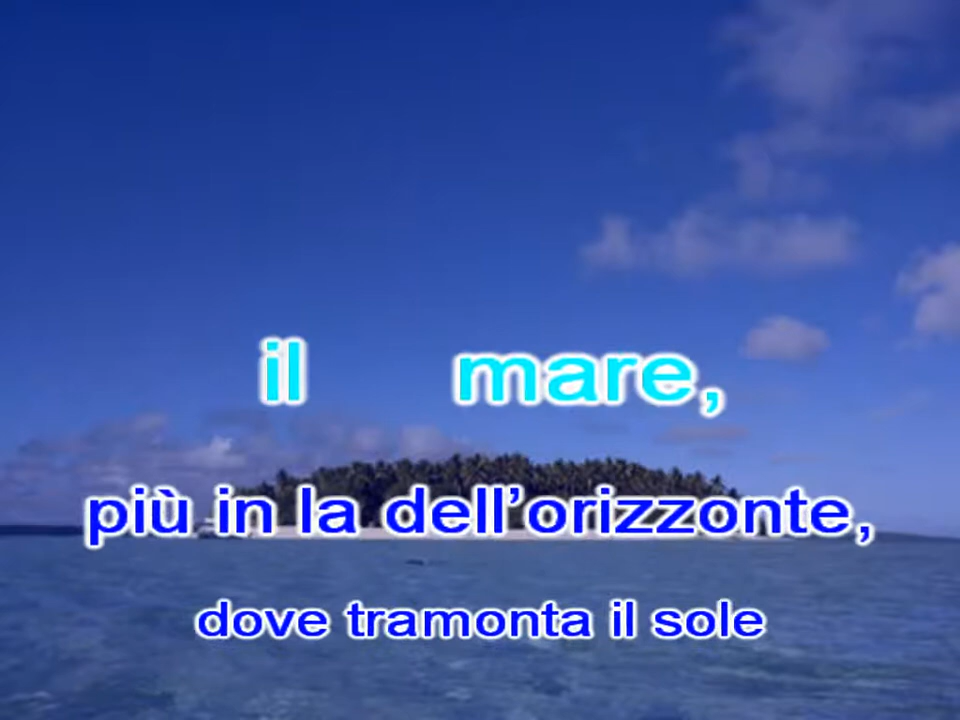 il mare,
più in la dell’orizzonte,
dove tramonta il sole